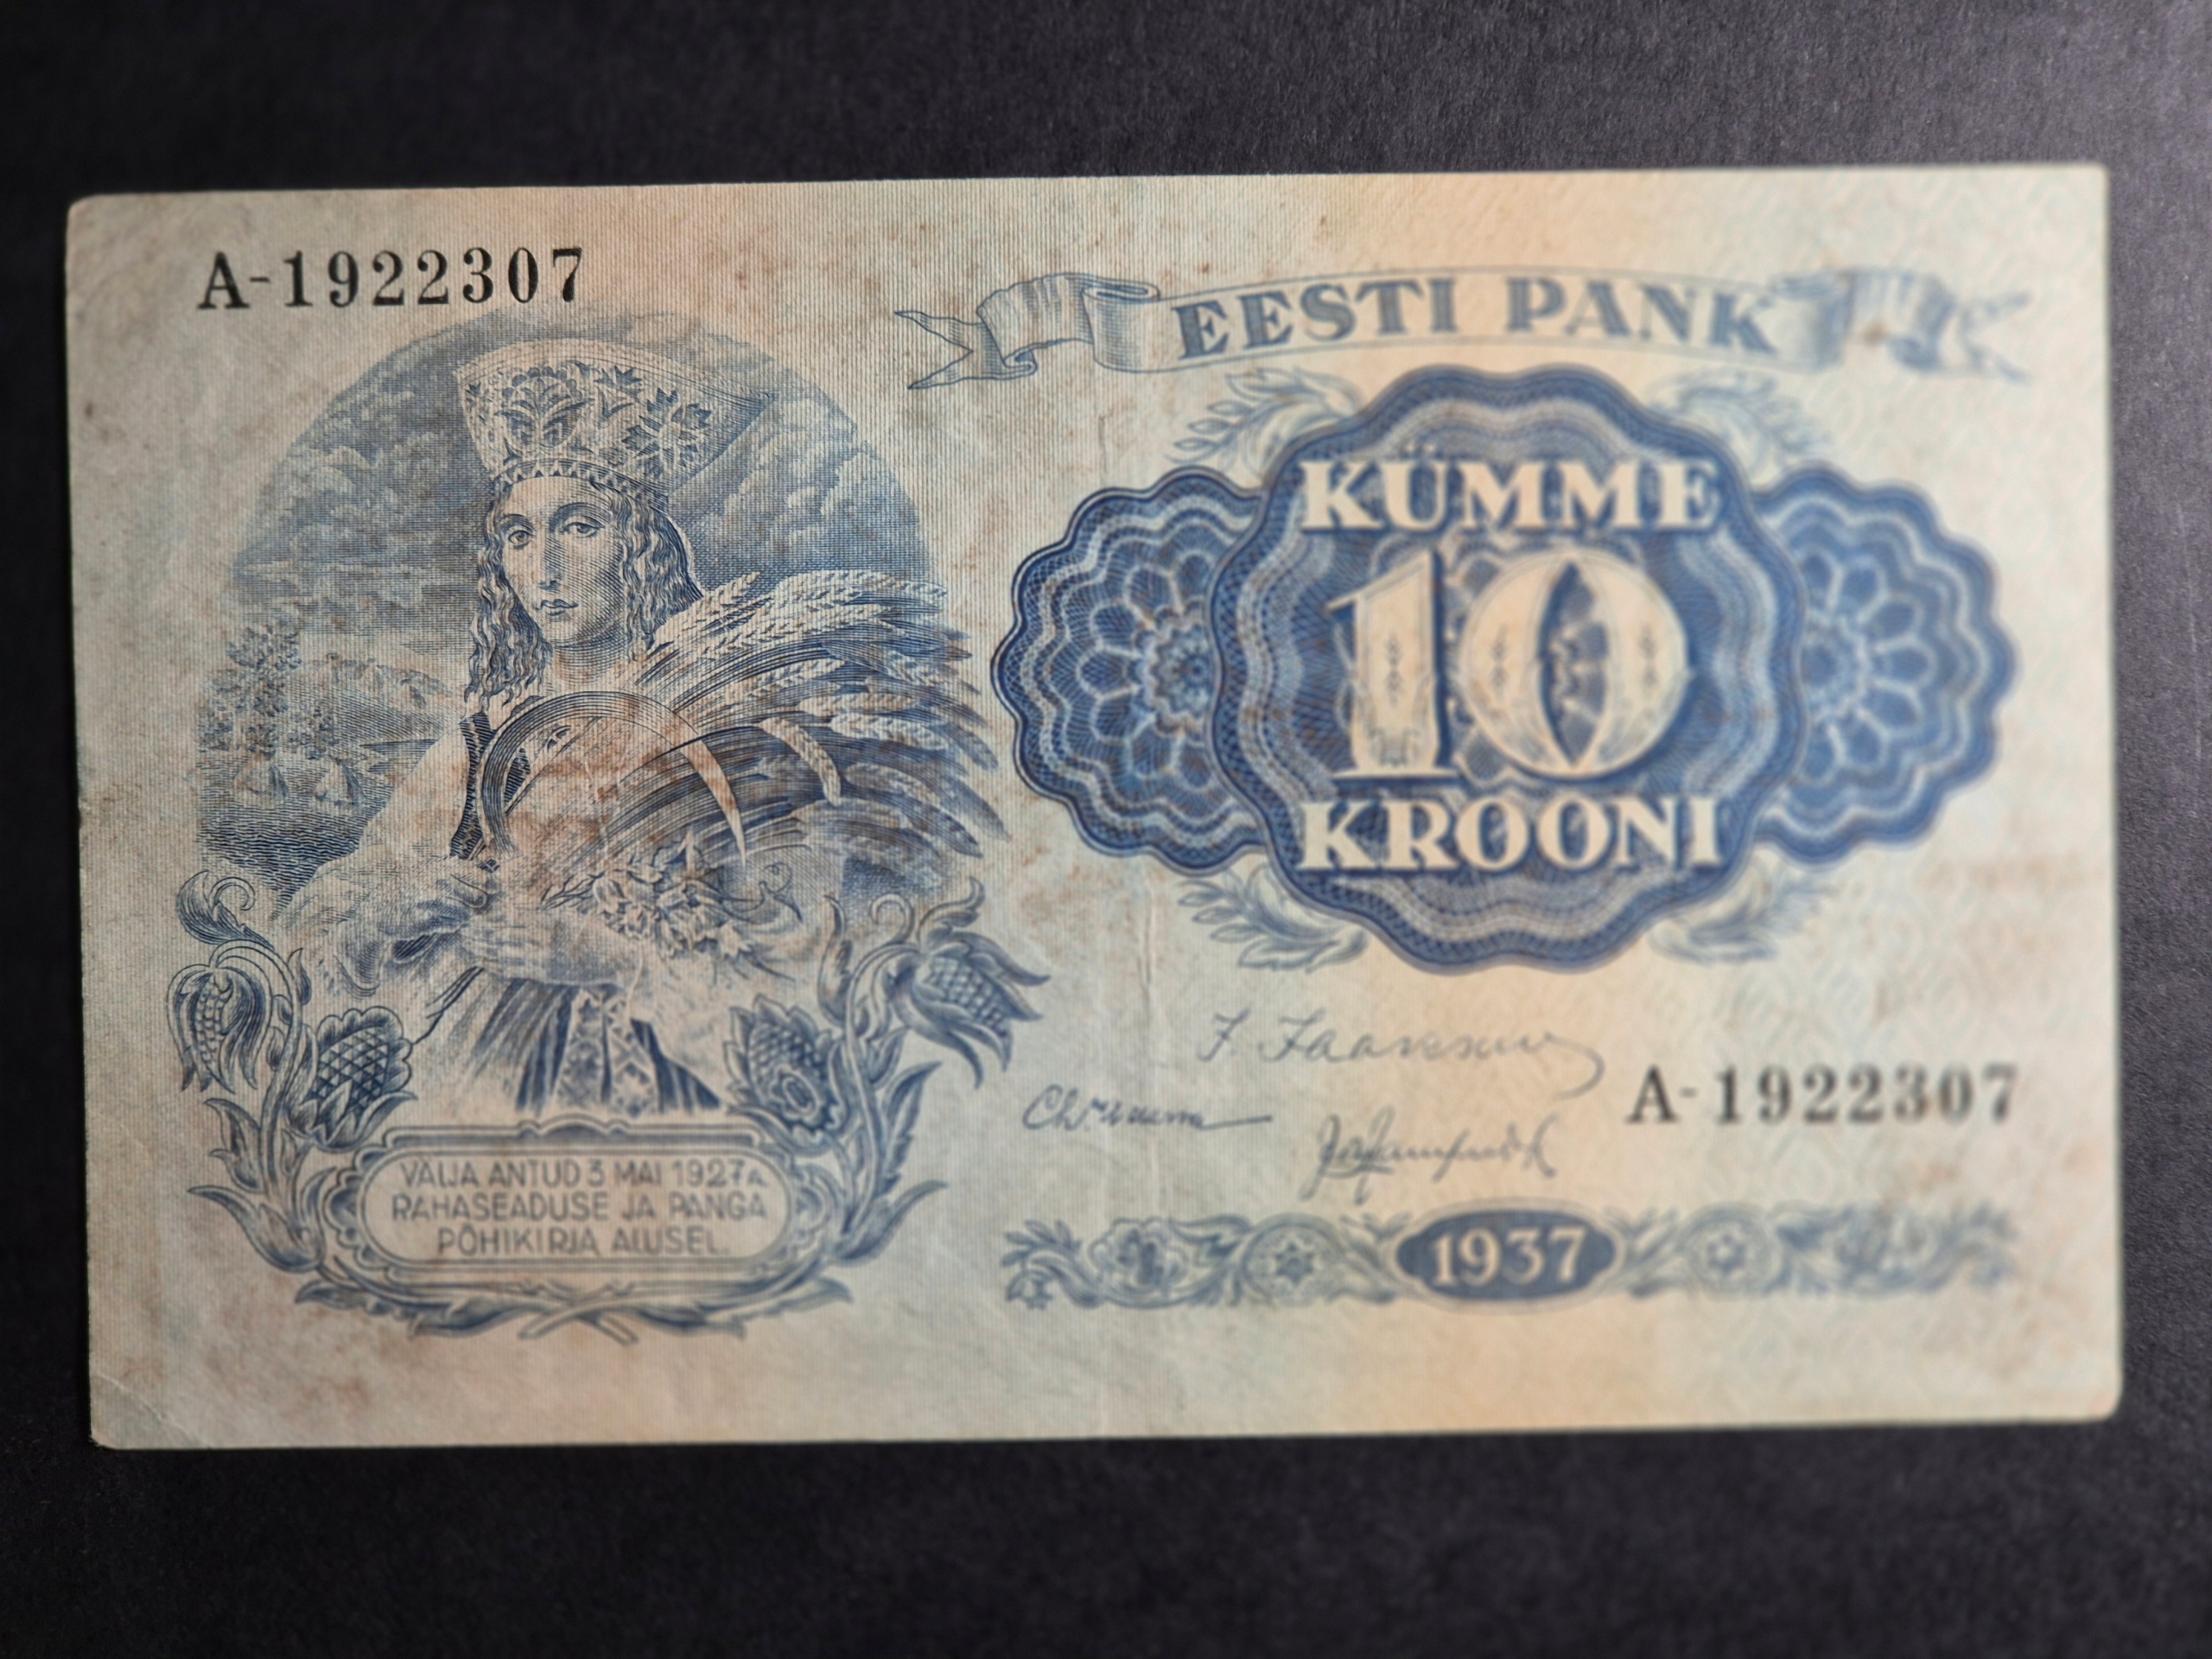 A-1922307
EESTI PANK
KÜMME
10
KROONI
A-1922307
VÄLJA ANTUD 3 MAI 1927 A.
RAHASEADUSE JA PANGA
PÕHIKIRJA ALUSEL.
1937